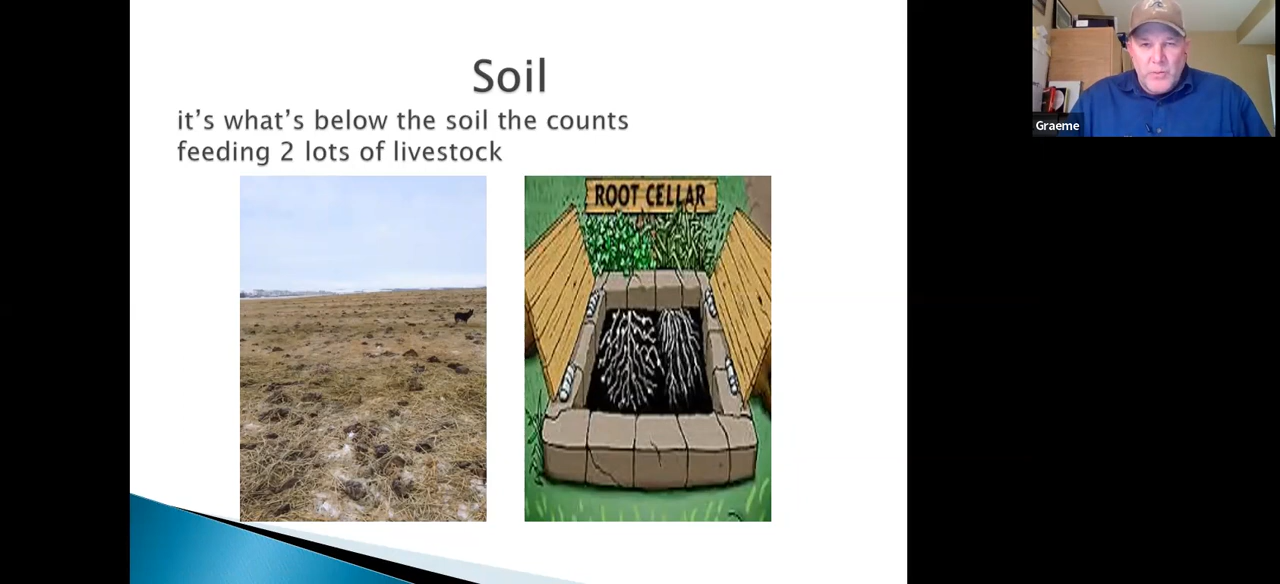 Soil
it's what's below the soil the counts
feeding 2 lots of livestock
ROOT CELLAR
Graeme